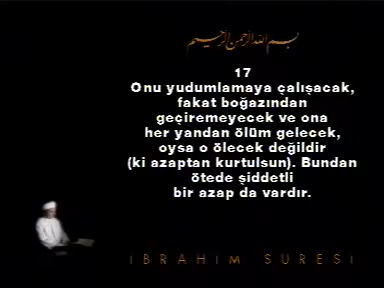 بسم الله الرحمن الرحيم
17
Onu yudumlamaya çalışacak,
fakat boğazından
geçiremeyecek ve ona
her yandan ölüm gelecek,
oysa o ölecek değildir
(ki azaptan kurtulsun). Bundan
ötede şiddetli
bir azap da vardır.
IBRAHIM SURESI